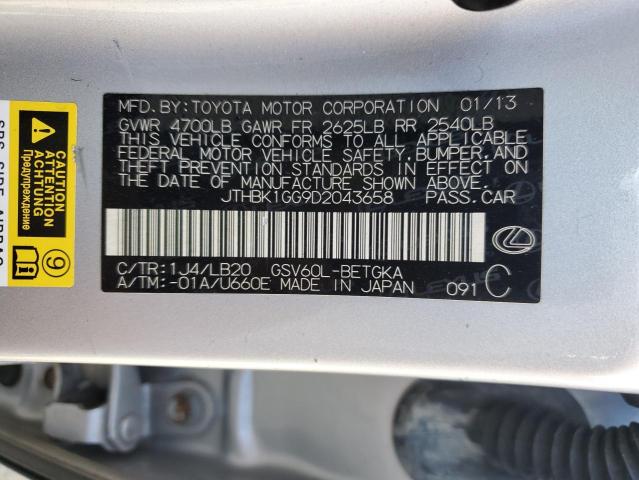 MFD.BY:TOYOTA MOTOR CORPORATION 01/13
GVWR 4700LB GAWR FR 2625LB RR 2540LB
THIS VEHICLE CONFORMS TO ALL APPLICABLE
FEDERAL MOTOR VEHICLE SAFETY,BUMPER,AND
THEFT PREVENTION STANDARDS IN EFFECT ON
THE DATE OF MANUFACTURE SHOWN ABOVE.
JTHBK1GG9D2043658 PASS.CAR
C/TR:1J4/LB20 GSV60L-BETGKA
A/TM:-01A/U660E MADE IN JAPAN 091 C
CAUTION
ATTENTION
ACHTUNG
Предупреждение
9
SRS SIDE AIRBAG